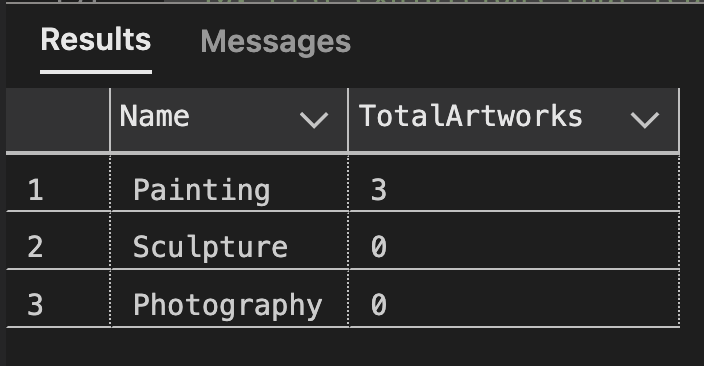 Results Messages
Name TotalArtworks
1 Painting 3
2 Sculpture 0
3 Photography 0